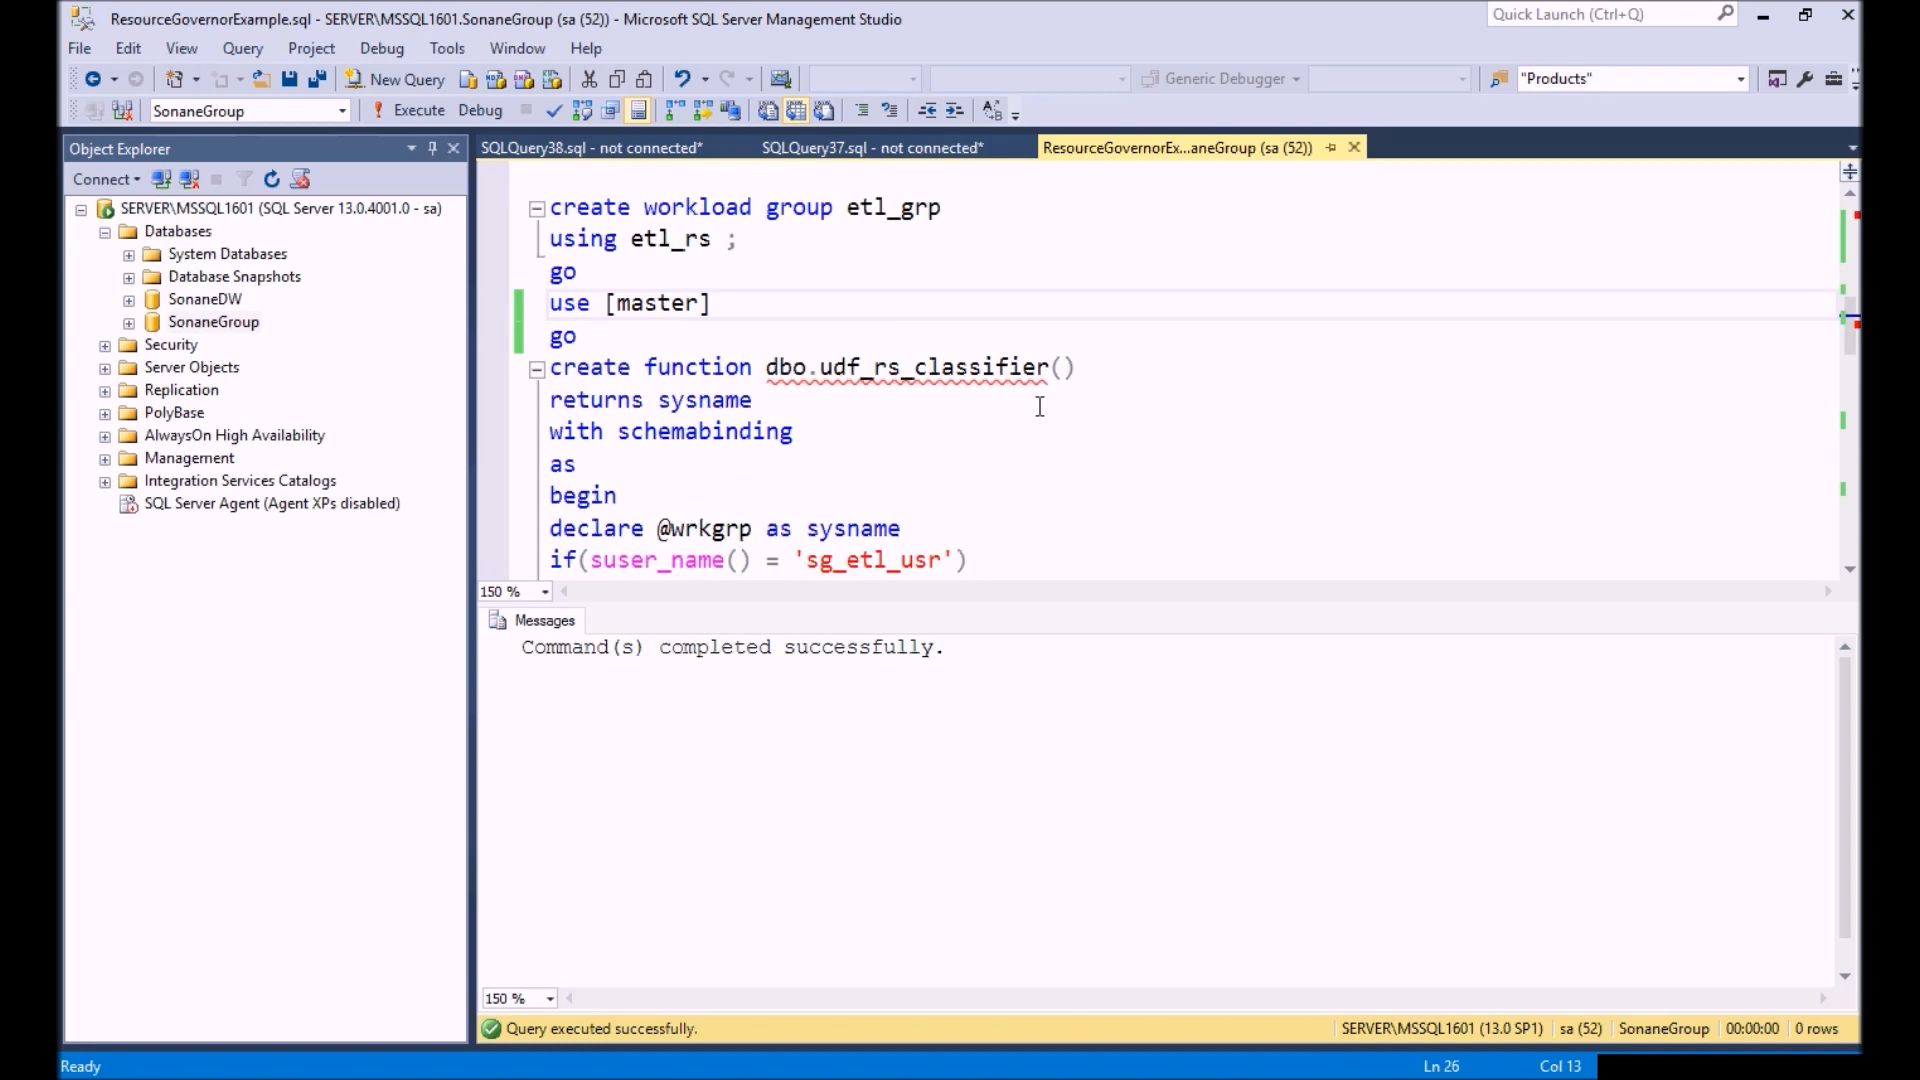 ResourceGovernorExample.sql - SERVER\MSSQL1601.SonaneGroup (sa (52)) - Microsoft SQL Server Management Studio
Quick Launch (Ctrl+Q)
File Edit View Query Project Debug Tools Window Help
New Query
Generic Debugger
"Products"
SonaneGroup
Execute Debug
Object Explorer
SQLQuery38.sql - not connected*
SQLQuery37.sql - not connected*
ResourceGovernorEx...aneGroup (sa (52))
Connect
SERVER\MSSQL1601 (SQL Server 13.0.4001.0 - sa)
Databases
System Databases
Database Snapshots
SonaneDW
SonaneGroup
Security
Server Objects
Replication
PolyBase
AlwaysOn High Availability
Management
Integration Services Catalogs
SQL Server Agent (Agent XPs disabled)
create workload group etl_grp
using etl_rs ;
go
use [master]
go
create function dbo.udf_rs_classifier()
returns sysname
with schemabinding
as
begin
declare @wrkgrp as sysname
if(suser_name() = 'sg_etl_usr')
150 %
Messages
Command(s) completed successfully.
150 %
Query executed successfully.
SERVER\MSSQL1601 (13.0 SP1) sa (52) SonaneGroup 00:00:00 0 rows
Ready
Ln 26
Col 13